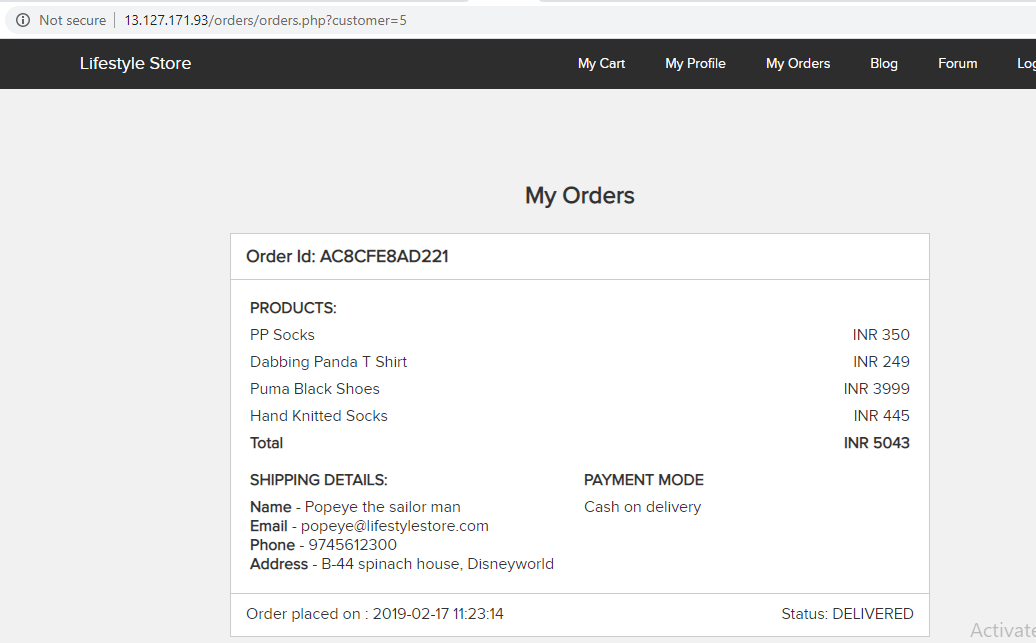 Not secure | 13.127.171.93/orders/orders.php?customer=5
Lifestyle Store My Cart My Profile My Orders Blog Forum Log
My Orders
Order Id: AC8CFE8AD221
PRODUCTS:
PP Socks INR 350
Dabbing Panda T Shirt INR 249
Puma Black Shoes INR 3999
Hand Knitted Socks INR 445
Total INR 5043
SHIPPING DETAILS: PAYMENT MODE
Name - Popeye the sailor man Cash on delivery
Email - popeye@lifestylestore.com
Phone - 9745612300
Address - B-44 spinach house, Disneyworld
Order placed on : 2019-02-17 11:23:14 Status: DELIVERED
Activate